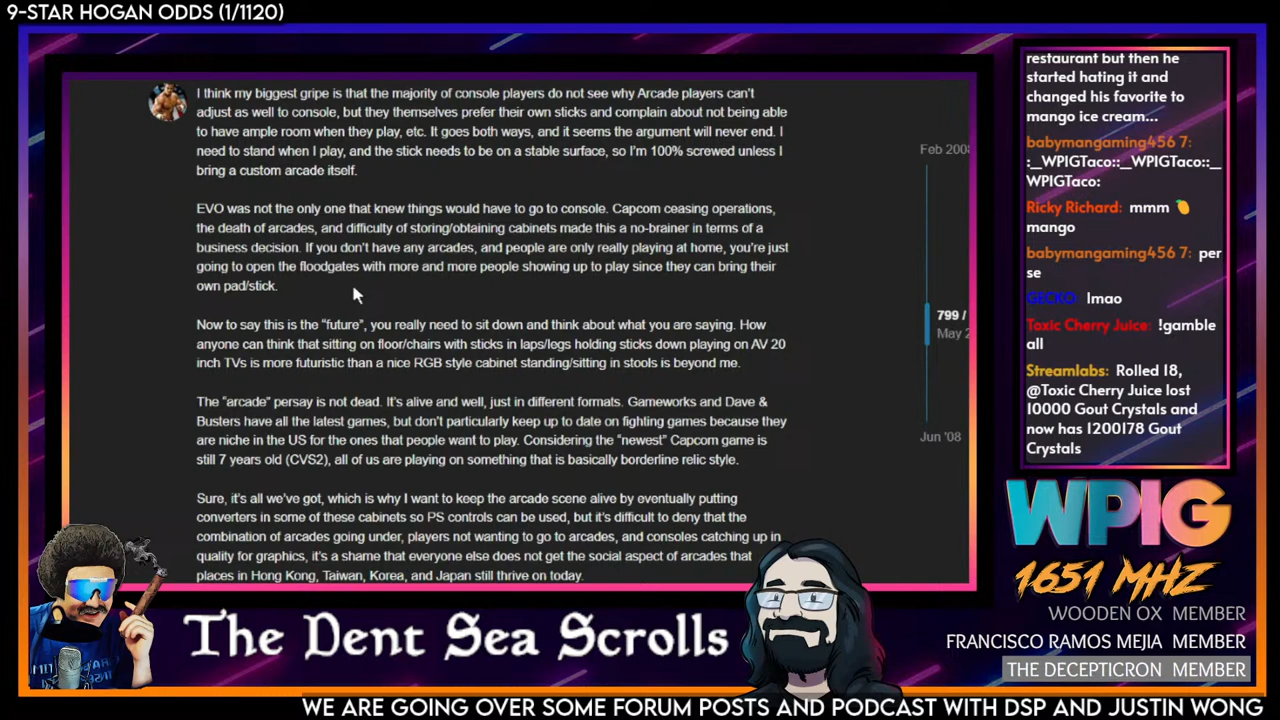 9-STAR HOGAN ODDS (1/1120)
I think my biggest gripe is that the majority of console players do not see why Arcade players can't
adjust as well to console, but they themselves prefer their own sticks and complain about not being able
to have ample room when they play, etc. It goes both ways, and it seems the argument will never end. I
need to stand when I play, and the stick needs to be on a stable surface, so I'm 100% screwed unless I
bring a custom arcade itself.
EVO was not the only one that knew things would have to go to console. Capcom ceasing operations,
the death of arcades, and difficulty of storing/obtaining cabinets made this a no-brainer in terms of a
business decision. If you don't have any arcades, and people are only really playing at home, you're just
going to open the floodgates with more and more people showing up to play since they can bring their
own pad/stick.
Now to say this is the "future", you really need to sit down and think about what you are saying. How
anyone can think that sitting on floor/chairs with sticks in laps/legs holding sticks down playing on AV 20
inch TVs is more futuristic than a nice RGB style cabinet standing/sitting in stools is beyond me.
The "arcade" persay is not dead. It's alive and well, just in different formats. Gameworks and Dave &
Busters have all the latest games, but don't particularly keep up to date on fighting games because they
are niche in the US for the ones that people want to play. Considering the "newest" Capcom game is
still 7 years old (CVS2), all of us are playing on something that is basically borderline relic style.
Sure, it's all we've got, which is why I want to keep the arcade scene alive by eventually putting
converters in some of these cabinets so PS controls can be used, but it's difficult to deny that the
combination of arcades going under, players not wanting to go to arcades, and consoles catching up in
quality for graphics, it's a shame that everyone else does not get the social aspect of arcades that
places in Hong Kong, Taiwan, Korea, and Japan still thrive on today.
Feb 2008
799 /
May 2
Jun '08
restaurant but then he
started hating it and
changed his favorite to
mango ice cream...
babymangaming456 7:
:_WPIGTaco::_WPIGTaco::_
WPIGTaco:
Ricky Richard: mmm 🥭
mango
babymangaming456 7: per
se
GECKO: lmao
Toxic Cherry Juice: !gamble
all
Streamlabs: Rolled 18,
@Toxic Cherry Juice lost
10000 Gout Crystals and
now has 1200178 Gout
Crystals
WPIG
1651 MHZ
WOODEN OX MEMBER
FRANCISCO RAMOS MEJIA MEMBER
THE DECEPTICRON MEMBER
The Dent Sea Scrolls
WE ARE GOING OVER SOME FORUM POSTS AND PODCAST WITH DSP AND JUSTIN WONG